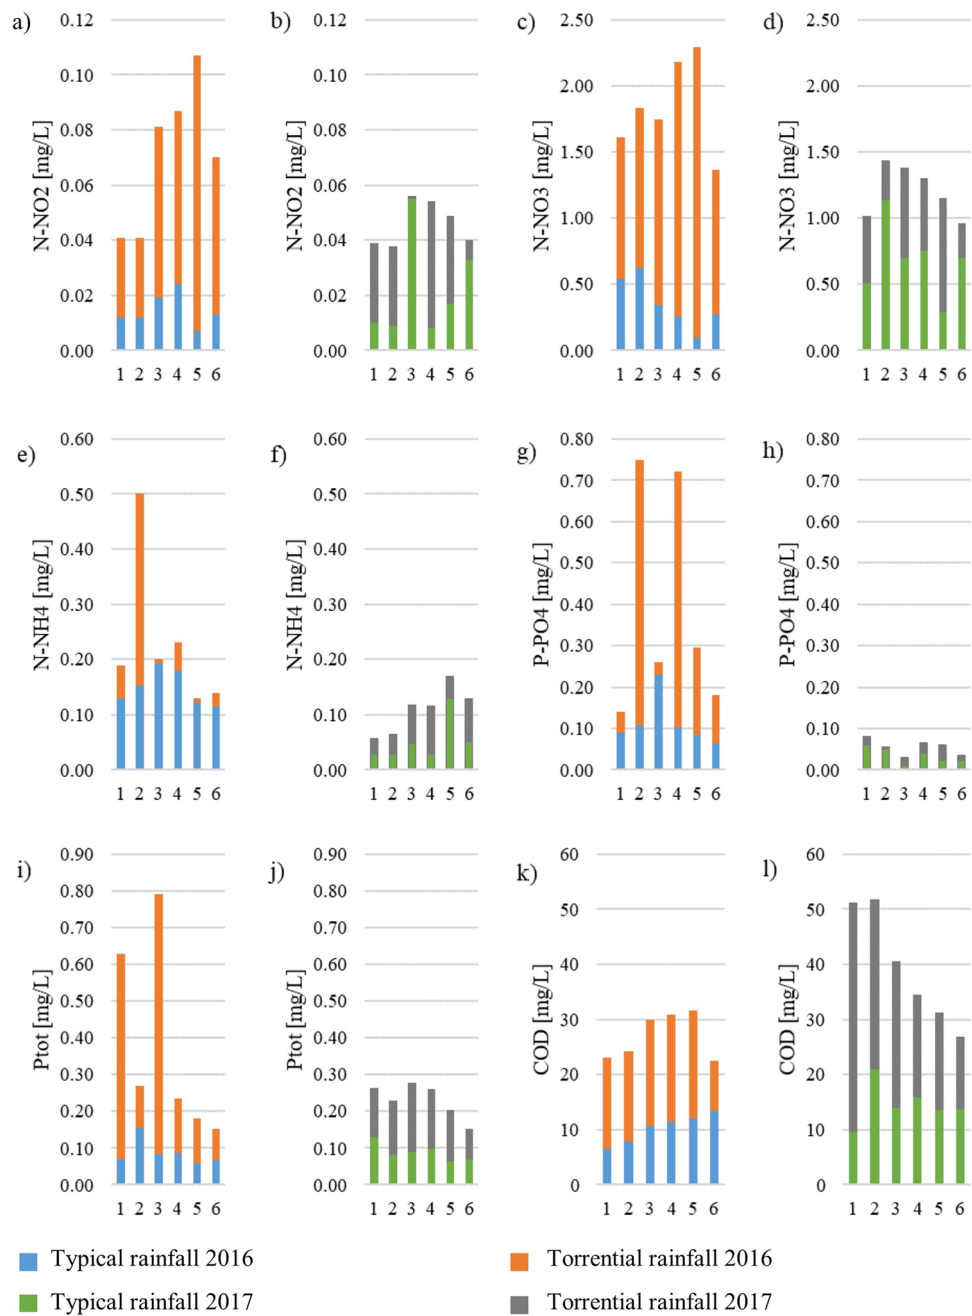 a) b) c) d)
N-NO2 [mg/L] N-NO2 [mg/L] N-NO3 [mg/L] N-NO3 [mg/L]
0.12 0.12 2.50 2.50
0.10 0.10 2.00 2.00
0.08 0.08 1.50 1.50
0.06 0.06 1.00 1.00
0.04 0.04 0.50 0.50
0.02 0.02 0.00 0.00
0.00 0.00
1 2 3 4 5 6 1 2 3 4 5 6 1 2 3 4 5 6 1 2 3 4 5 6
e) f) g) h)
N-NH4 [mg/L] N-NH4 [mg/L] P-PO4 [mg/L] P-PO4 [mg/L]
0.60 0.60 0.80 0.80
0.50 0.50 0.70 0.70
0.40 0.40 0.60 0.60
0.30 0.30 0.50 0.50
0.20 0.20 0.40 0.40
0.10 0.10 0.30 0.30
0.00 0.00 0.20 0.20
0.10 0.10
0.00 0.00
1 2 3 4 5 6 1 2 3 4 5 6 1 2 3 4 5 6 1 2 3 4 5 6
i) j) k) l)
Ptot [mg/L] Ptot [mg/L] COD [mg/L] COD [mg/L]
0.90 0.90 60 60
0.80 0.80 50 50
0.70 0.70 40 40
0.60 0.60 30 30
0.50 0.50 20 20
0.40 0.40 10 10
0.30 0.30 0 0
0.20 0.20
0.10 0.10
0.00 0.00
1 2 3 4 5 6 1 2 3 4 5 6 1 2 3 4 5 6 1 2 3 4 5 6
Typical rainfall 2016 Torrential rainfall 2016
Typical rainfall 2017 Torrential rainfall 2017